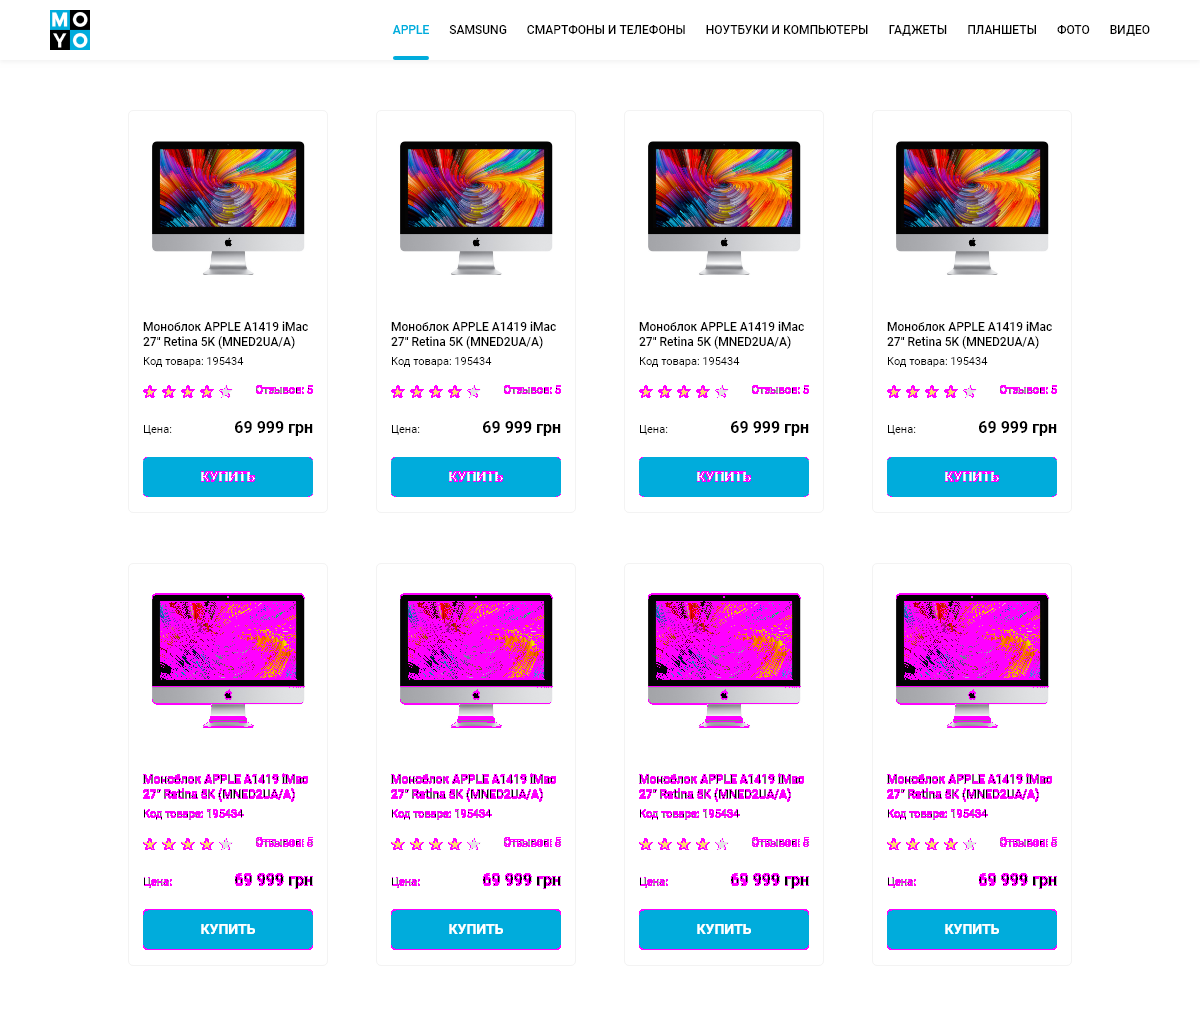 MOYO
APPLE SAMSUNG СМАРТФОНЫ И ТЕЛЕФОНЫ НОУТБУКИ И КОМПЬЮТЕРЫ ГАДЖЕТЫ ПЛАНШЕТЫ ФОТО ВИДЕО
Моноблок APPLE A1419 iMac Моноблок APPLE A1419 iMac Моноблок APPLE A1419 iMac Моноблок APPLE A1419 iMac
27" Retina 5K (MNED2UA/A) 27" Retina 5K (MNED2UA/A) 27" Retina 5K (MNED2UA/A) 27" Retina 5K (MNED2UA/A)
Код товара: 195434 Код товара: 195434 Код товара: 195434 Код товара: 195434
Отзывов: 5 Отзывов: 5 Отзывов: 5 Отзывов: 5
Цена: 69 999 грн Цена: 69 999 грн Цена: 69 999 грн Цена: 69 999 грн
КУПИТЬ КУПИТЬ КУПИТЬ КУПИТЬ
Моноблок APPLE A1419 iMac Моноблок APPLE A1419 iMac Моноблок APPLE A1419 iMac Моноблок APPLE A1419 iMac
27" Retina 5K (MNED2UA/A) 27" Retina 5K (MNED2UA/A) 27" Retina 5K (MNED2UA/A) 27" Retina 5K (MNED2UA/A)
Код товара: 195434 Код товара: 195434 Код товара: 195434 Код товара: 195434
Отзывов: 5 Отзывов: 5 Отзывов: 5 Отзывов: 5
Цена: 69 999 грн Цена: 69 999 грн Цена: 69 999 грн Цена: 69 999 грн
КУПИТЬ КУПИТЬ КУПИТЬ КУПИТЬ